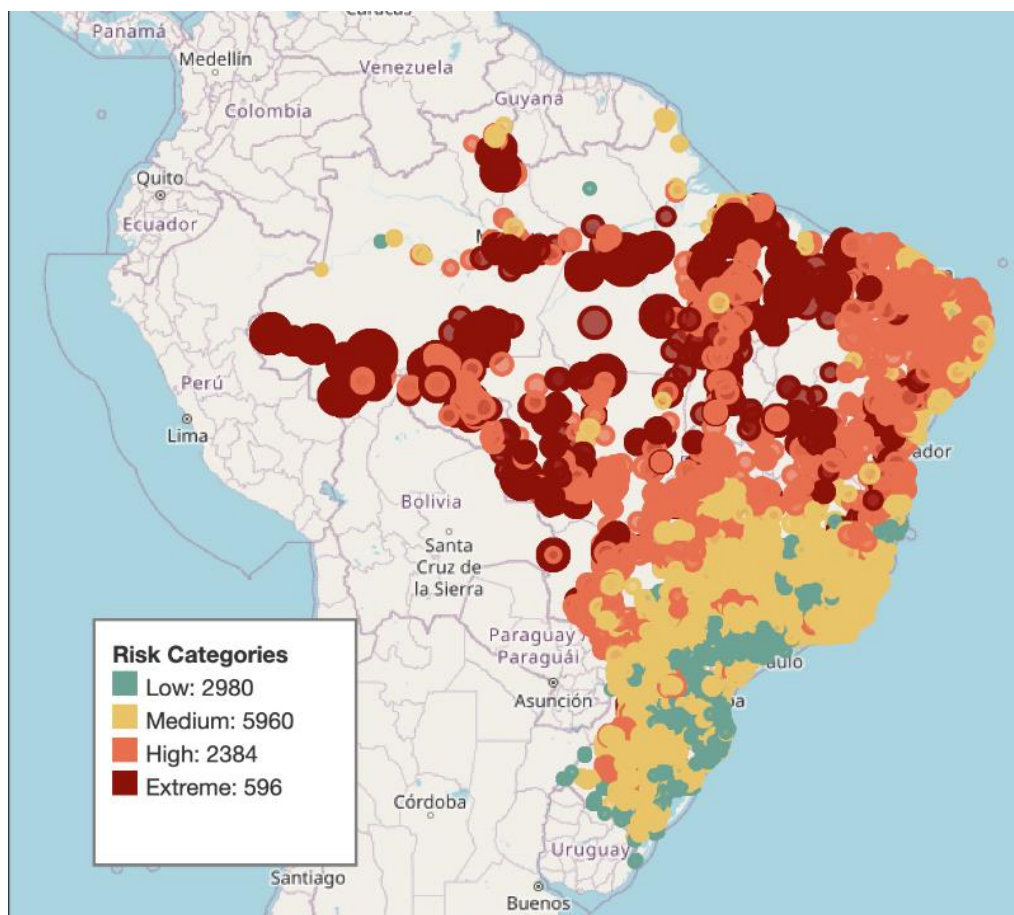 Caracas
Panamá
Medellín
Venezuela
Guyana
Colombia
Quito
Ecuador
Perú
Lima
ador
Bolivia
Santa
Cruz de
la Sierra
Paraguay /
Paraguái
aulo
Asunción
ba
Risk Categories
Low: 2980
Medium: 5960
High: 2384
Extreme: 596
Córdoba
Uruguay
Santiago
Buenos